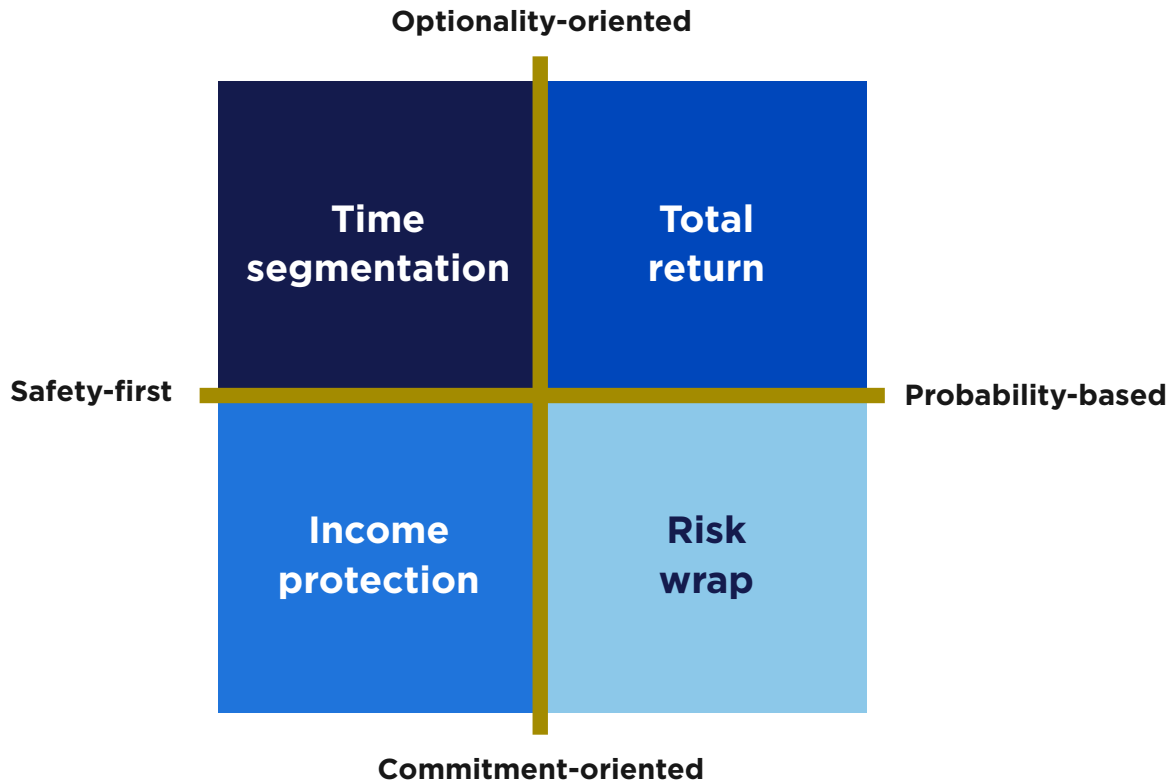 Optionality-oriented
Time
segmentation
Total
return
Safety-first
Probability-based
Income
protection
Risk
wrap
Commitment-oriented